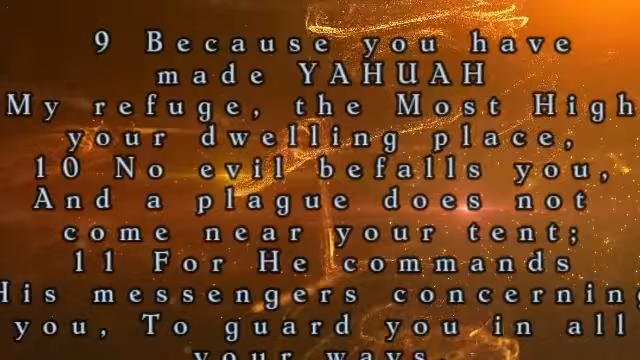 9 Because you have
made YAHUAH
My refuge, the Most High
your dwelling place,
10 No evil befalls you,
And a plague does not
come near your tent;
11 For He commands
His messengers concerning
you, To guard you in all
your ways.